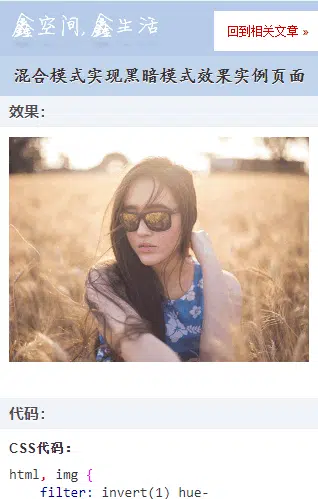 鑫空间,鑫生活
回到相关文章 »
混合模式实现黑暗模式效果实例页面
效果:
代码:
CSS代码:
html, img {
filter: invert(1) hue-